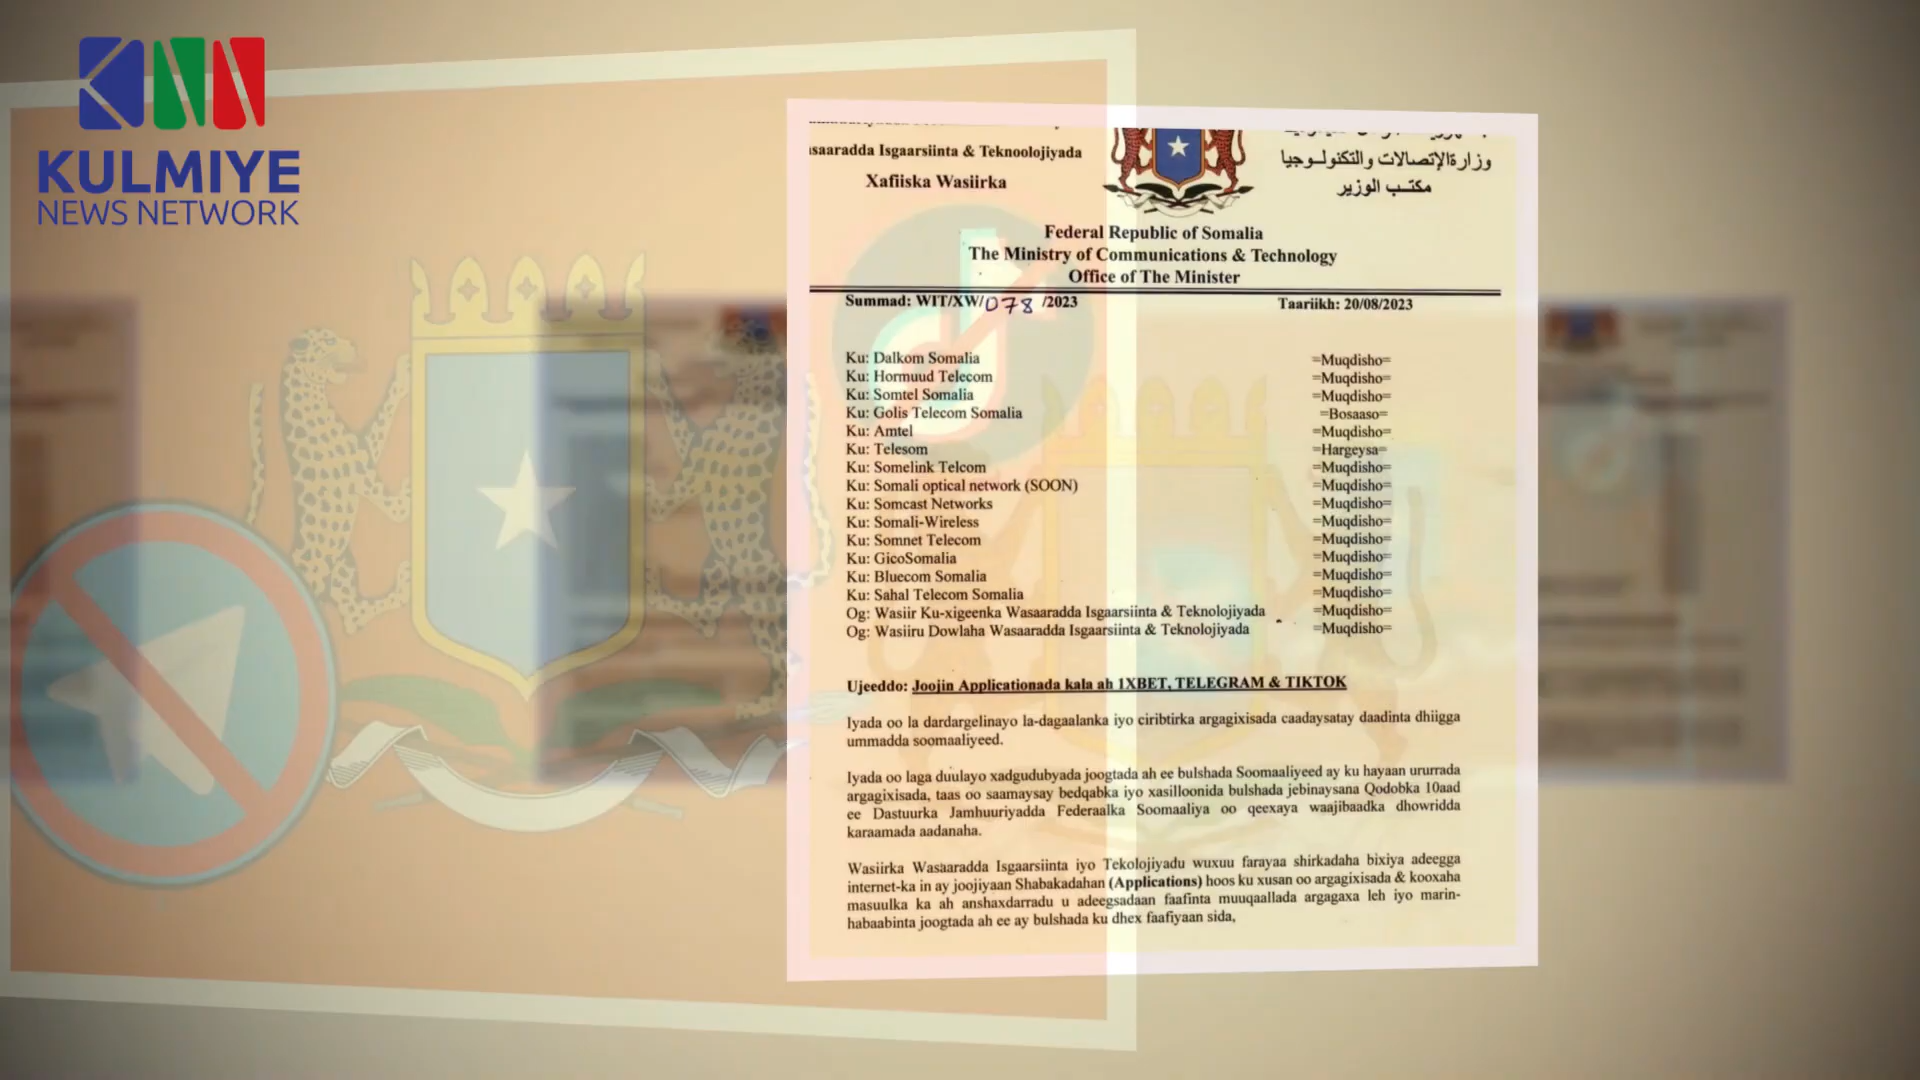 KULMIYE
NEWS NETWORK
Isgaarsiinta & Teknoolojiyada
Xafiiska Wasiirka
وزارةالإتصالات والتكنولـوجيا
مكتـب الوزير
Federal Republic of Somalia
The Ministry of Communications & Technology
Office of The Minister
Summad: WIT/XW/078 /2023 Taariikh: 20/08/2023
Ku: Dalkom Somalia =Muqdisho=
Ku: Hormuud Telecom =Muqdisho=
Ku: Somtel Somalia =Muqdisho=
Ku: Golis Telecom Somalia =Bosaaso=
Ku: Amtel =Muqdisho=
Ku: Telesom =Hargeysa=
Ku: Somelink Telcom =Muqdisho=
Ku: Somali optical network (SOON) =Muqdisho=
Ku: Somcast Networks =Muqdisho=
Ku: Somali-Wireless =Muqdisho=
Ku: Somnet Telecom =Muqdisho=
Ku: GicoSomalia =Muqdisho=
Ku: Bluecom Somalia =Muqdisho=
Ku: Sahal Telecom Somalia =Muqdisho=
Og: Wasiir Ku-xigeenka Wasaaradda Isgaarsiinta & Teknolojiyada =Muqdisho=
Og: Wasiiru Dowlaha Wasaaradda Isgaarsiinta & Teknolojiyada =Muqdisho=
Ujeeddo: Joojin Applicationada kala ah 1XBET, TELEGRAM & TIKTOK
Iyada oo la dardargelinayo la-dagaalanka iyo ciribtirka argagixisada caadaysatay daadinta dhiigga
ummadda soomaaliyeed.
Iyada oo laga duulayo xadgudubyada joogtada ah ee bulshada Soomaaliyeed ay ku hayaan ururrada
argagixisada, taas oo saamaysay bedqabka iyo xasilloonida bulshada jebinaysana Qodobka 10aad
ee Dastuurka Jamhuuriyadda Federaalka Soomaaliya oo qeexaya waajibaadka dhowridda
karaamada aadanaha.
Wasiirka Wasaaradda Isgaarsiinta iyo Tekolojiyadu wuxuu farayaa shirkadaha bixiya adeegga
internet-ka in ay joojiyaan Shabakadahan (Applications) hoos ku xusan oo argagixisada & kooxaha
masuulka ka ah anshaxdarradu u adeegsadaan faafinta muuqaallada argagaxa leh iyo marin-
habaabinta joogtada ah ee ay bulshada ku dhex faafiyaan sida,